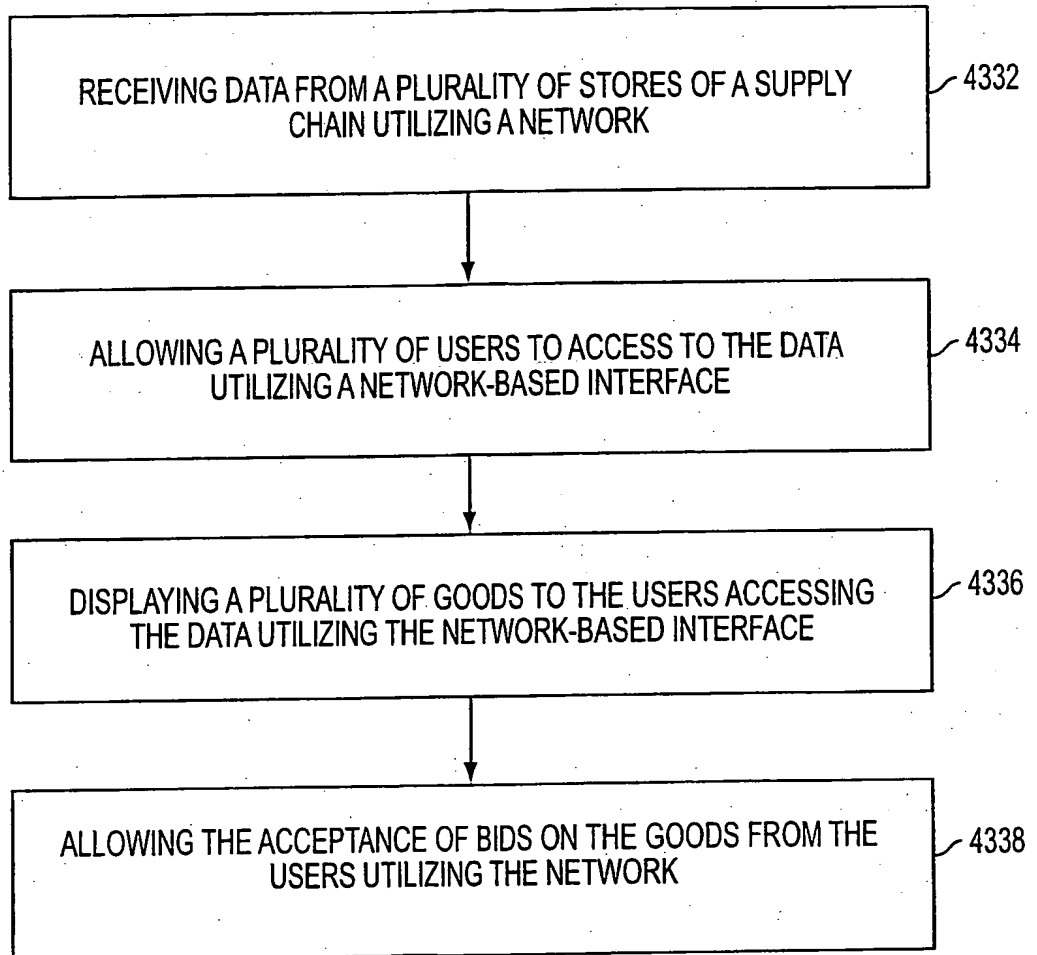 RECEIVING DATA FROM A PLURALITY OF STORES OF A SUPPLY
CHAIN UTILIZING A NETWORK
4332
ALLOWING A PLURALITY OF USERS TO ACCESS TO THE DATA
UTILIZING A NETWORK-BASED INTERFACE
4334
DISPLAYING A PLURALITY OF GOODS TO THE USERS ACCESSING
THE DATA UTILIZING THE NETWORK-BASED INTERFACE
4336
ALLOWING THE ACCEPTANCE OF BIDS ON THE GOODS FROM THE
USERS UTILIZING THE NETWORK
4338